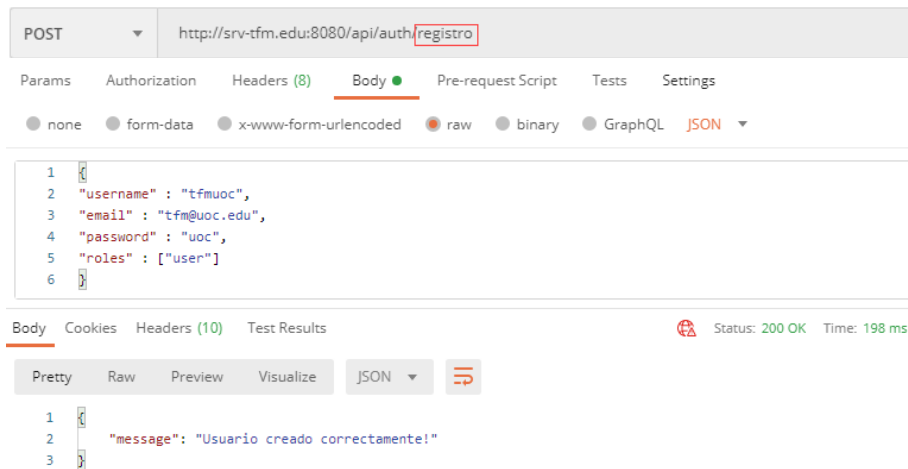 POST http://srv-tfm.edu:8080/api/auth/registro
Params Authorization Headers (8) Body Pre-request Script Tests Settings
none form-data x-www-form-urlencoded raw binary GraphQL JSON
1 {
2 "username" : "tfmuoc",
3 "email" : "tfm@uoc.edu",
4 "password" : "uoc",
5 "roles" : ["user"]
6 }
Body Cookies Headers (10) Test Results Status: 200 OK Time: 198 ms
Pretty Raw Preview Visualize JSON
1 {
2 "message": "Usuario creado correctamente!"
3 }